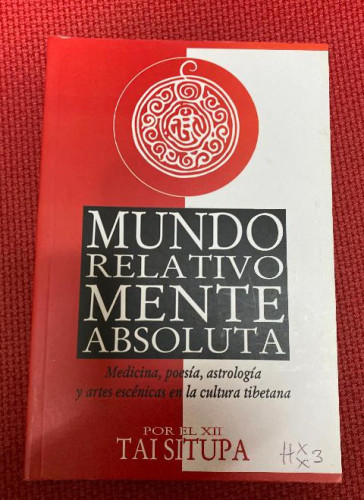 MUNDO
RELATIVO
MENTE
ABSOLUTA
Medicina, poesía, astrología
y artes escénicas en la cultura tibetana
POR EL XII
TAI SITUPA